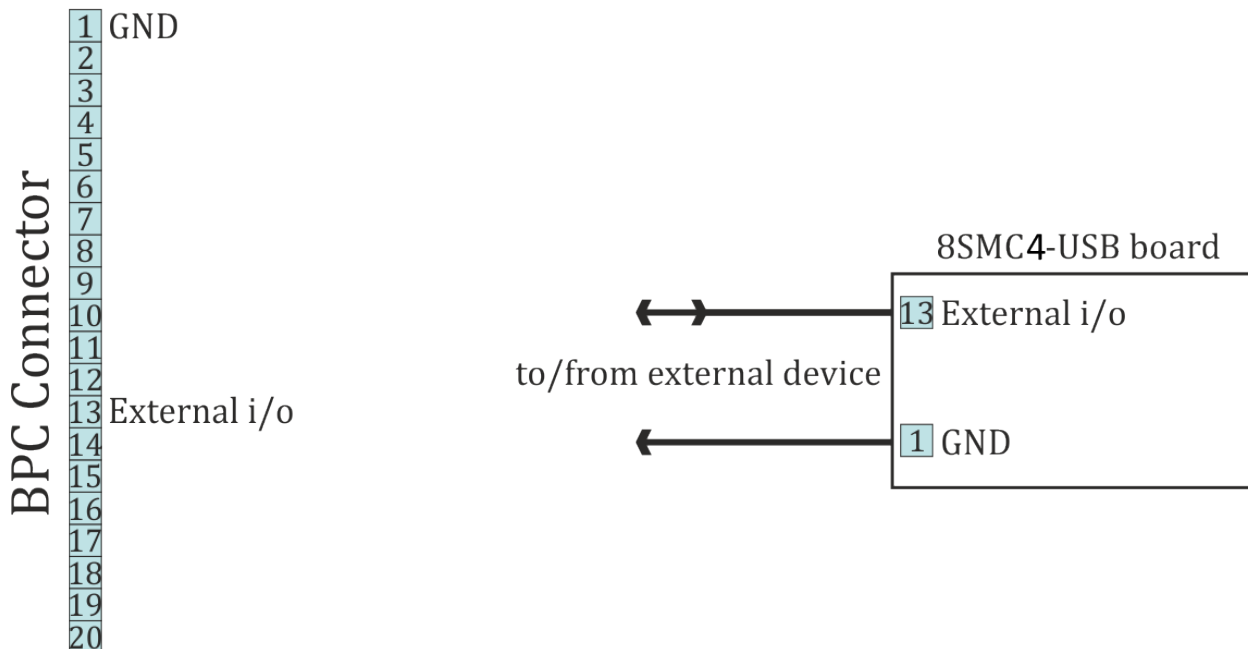 BPC Connector
1 GND
2
3
4
5
6
7
8
9
10
11
12
13 External i/o
14
15
16
17
18
19
20
8SMC4-USB board
13 External i/o
to/from external device
1 GND